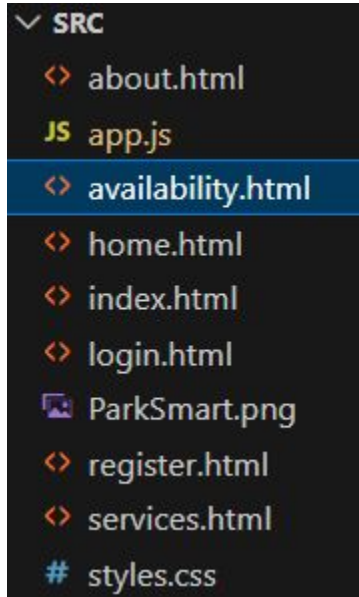 SRC
<> about.html
JS app.js
<> availability.html
<> home.html
<> index.html
<> login.html
ParkSmart.png
<> register.html
<> services.html
# styles.css